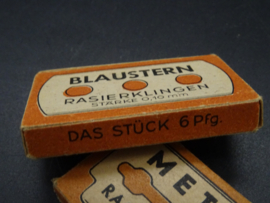 BLAUSTERN
RASIERKLINGEN
STÄRKE 0,10 mm
DAS STÜCK 6 Pfg.
MET
RA